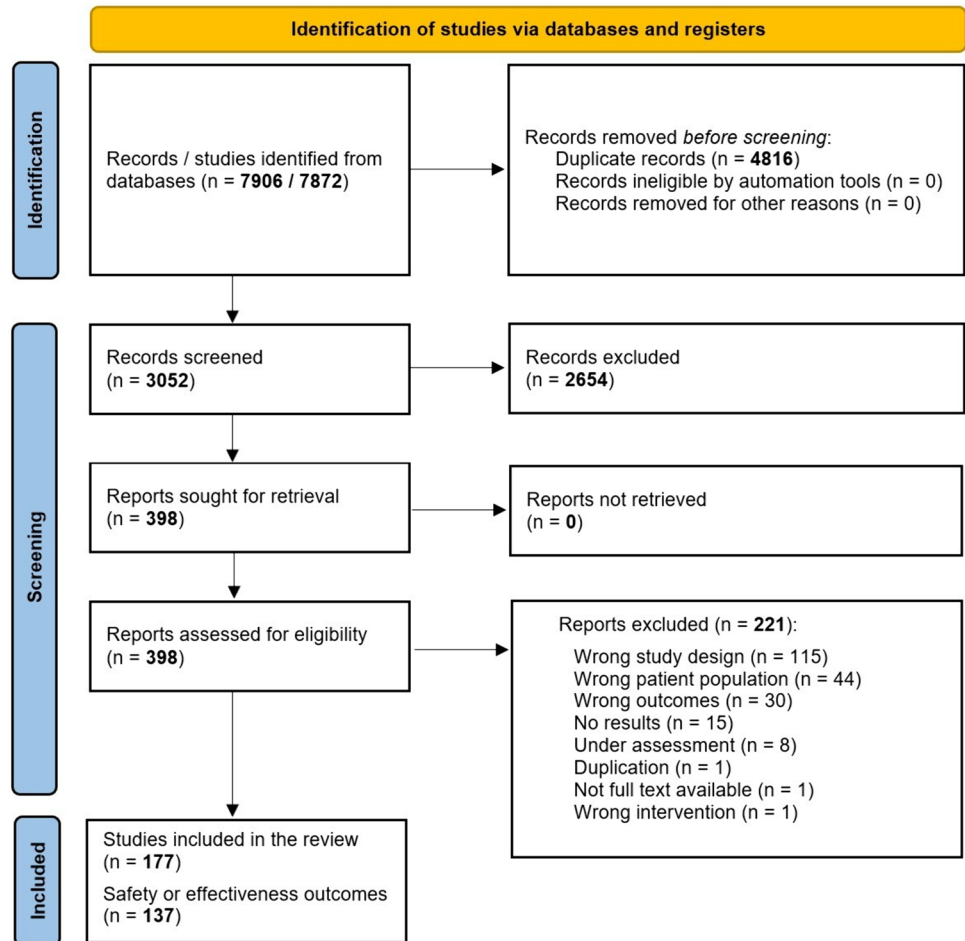 Identification of studies via databases and registers
Identification
Records / studies identified from
databases (n = 7906 / 7872)
Records removed before screening:
Duplicate records (n = 4816)
Records ineligible by automation tools (n = 0)
Records removed for other reasons (n = 0)
Screening
Records screened
(n = 3052)
Records excluded
(n = 2654)
Reports sought for retrieval
(n = 398)
Reports not retrieved
(n = 0)
Reports assessed for eligibility
(n = 398)
Reports excluded (n = 221):
Wrong study design (n = 115)
Wrong patient population (n = 44)
Wrong outcomes (n = 30)
No results (n = 15)
Under assessment (n = 8)
Duplication (n = 1)
Not full text available (n = 1)
Wrong intervention (n = 1)
Included
Studies included in the review
(n = 177)
Safety or effectiveness outcomes
(n = 137)